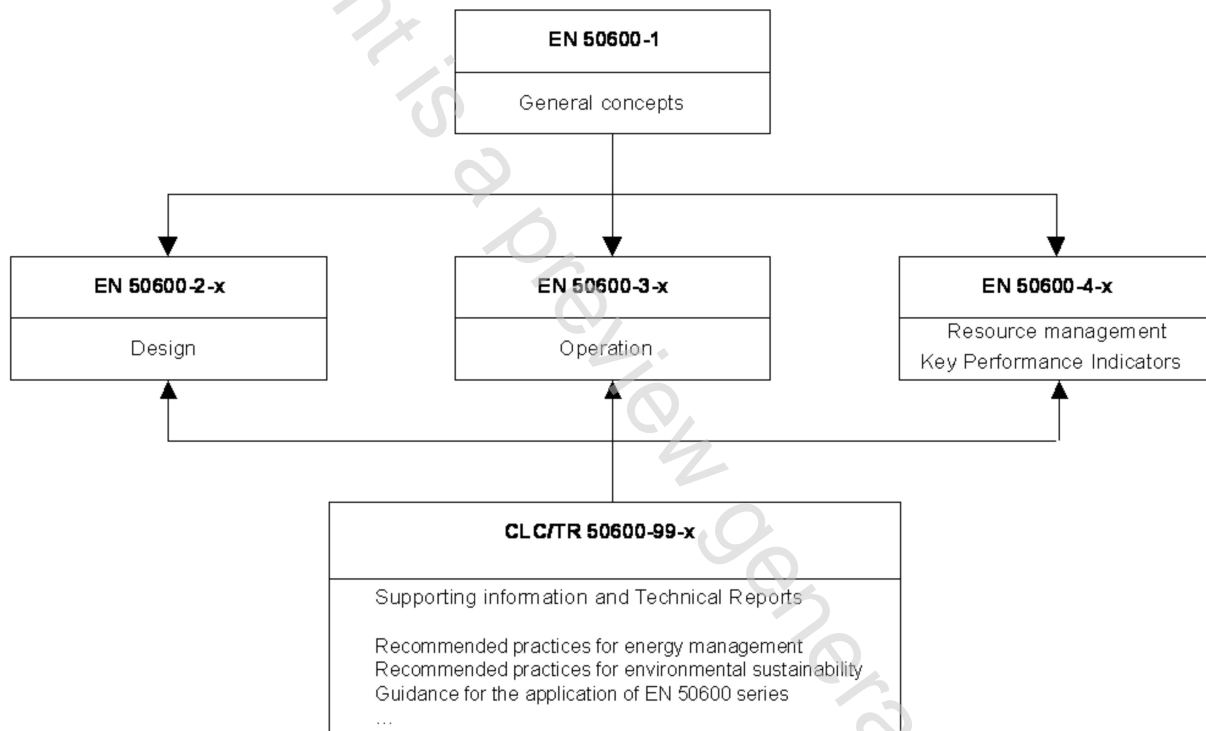 EN 50600-1
General concepts
EN 50600-2-x
Design
EN 50600-3-x
Operation
EN 50600-4-x
Resource management
Key Performance Indicators
CLC/TR 50600-99-x
Supporting information and Technical Reports
Recommended practices for energy management
Recommended practices for environmental sustainability
Guidance for the application of EN 50600 series
...
is a preview